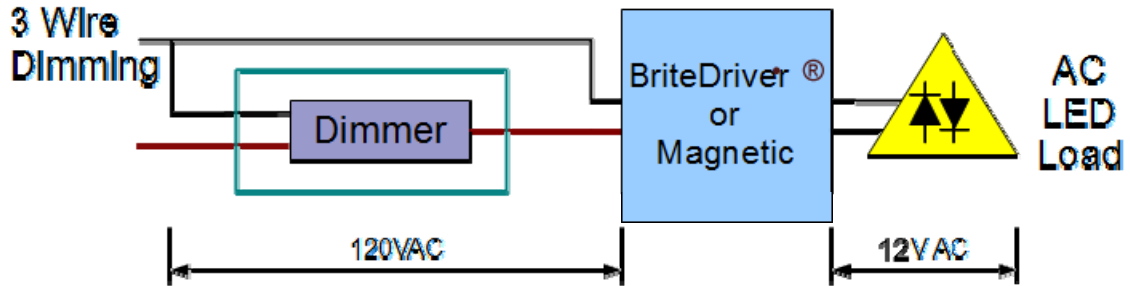 3 Wire
Dimming
Dimmer
BriteDriver ®
or
Magnetic
AC
LED
Load
120VAC
12VAC